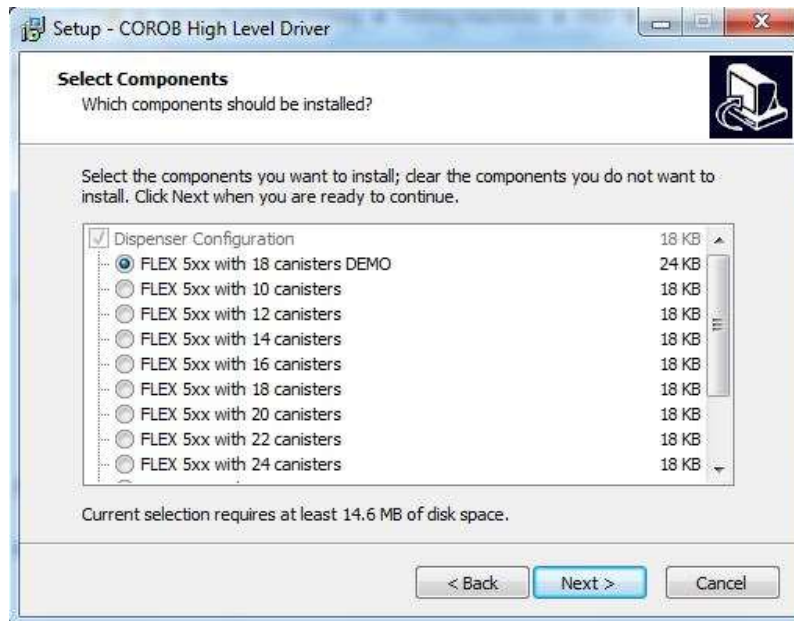 Setup - COROB High Level Driver
Select Components
Which components should be installed?
Select the components you want to install; clear the components you do not want to
install. Click Next when you are ready to continue.
Dispenser Configuration 18 KB
FLEX 5xx with 18 canisters DEMO 24 KB
FLEX 5xx with 10 canisters 18 KB
FLEX 5xx with 12 canisters 18 KB
FLEX 5xx with 14 canisters 18 KB
FLEX 5xx with 16 canisters 18 KB
FLEX 5xx with 18 canisters 18 KB
FLEX 5xx with 20 canisters 18 KB
FLEX 5xx with 22 canisters 18 KB
FLEX 5xx with 24 canisters 18 KB
Current selection requires at least 14.6 MB of disk space.
< Back Next > Cancel